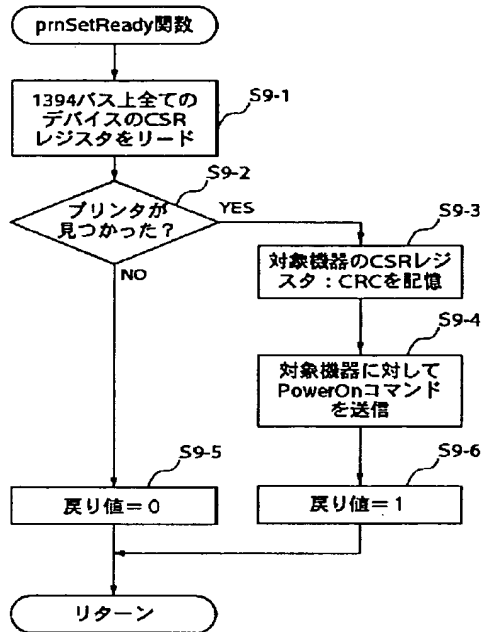 prnSetReady関数
1394バス上全ての
デバイスのCSR
レジスタをリード
S9-1
S9-2
プリンタが
見つかった？
YES
NO
S9-3
対象機器のCSRレジ
スタ：CRCを記憶
S9-4
対象機器に対して
PowerOnコマンド
を送信
S9-5
戻り値＝0
S9-6
戻り値＝1
リターン